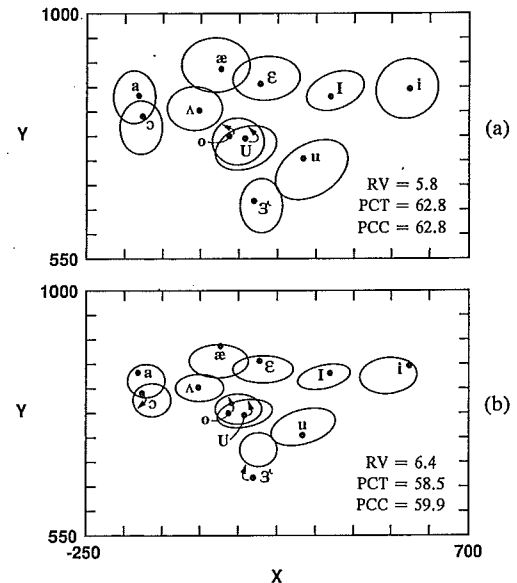 1000
æ
ɛ
i
a
I
ɔ
ʌ
Y
(a)
o
U
u
RV = 5.8
PCT = 62.8
ɝ
PCC = 62.8
550
1000
æ
ɛ
i
a
I
ʌ
ɔ
Y
(b)
o
u
U
RV = 6.4
ɝ
PCT = 58.5
PCC = 59.9
550
-250
700
X